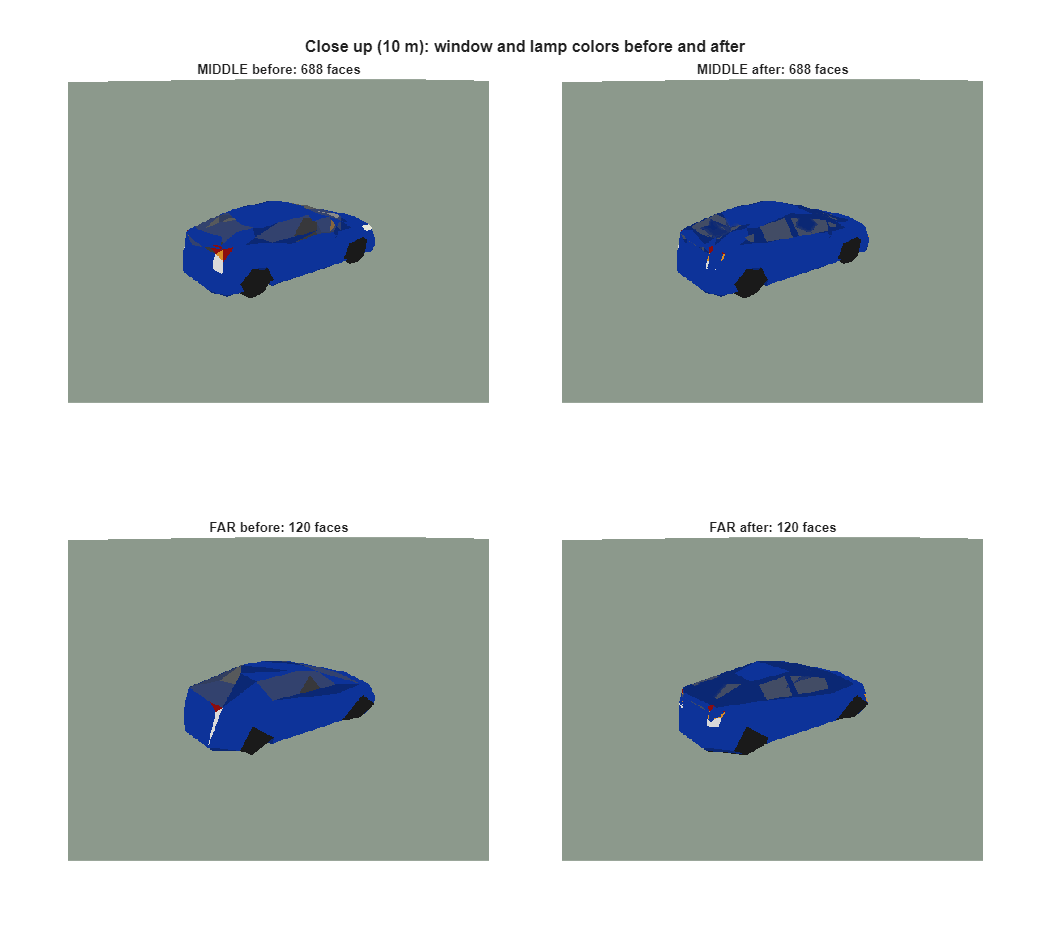 Close up (10 m): window and lamp colors before and after
MIDDLE before: 688 faces
MIDDLE after: 688 faces
FAR before: 120 faces
FAR after: 120 faces